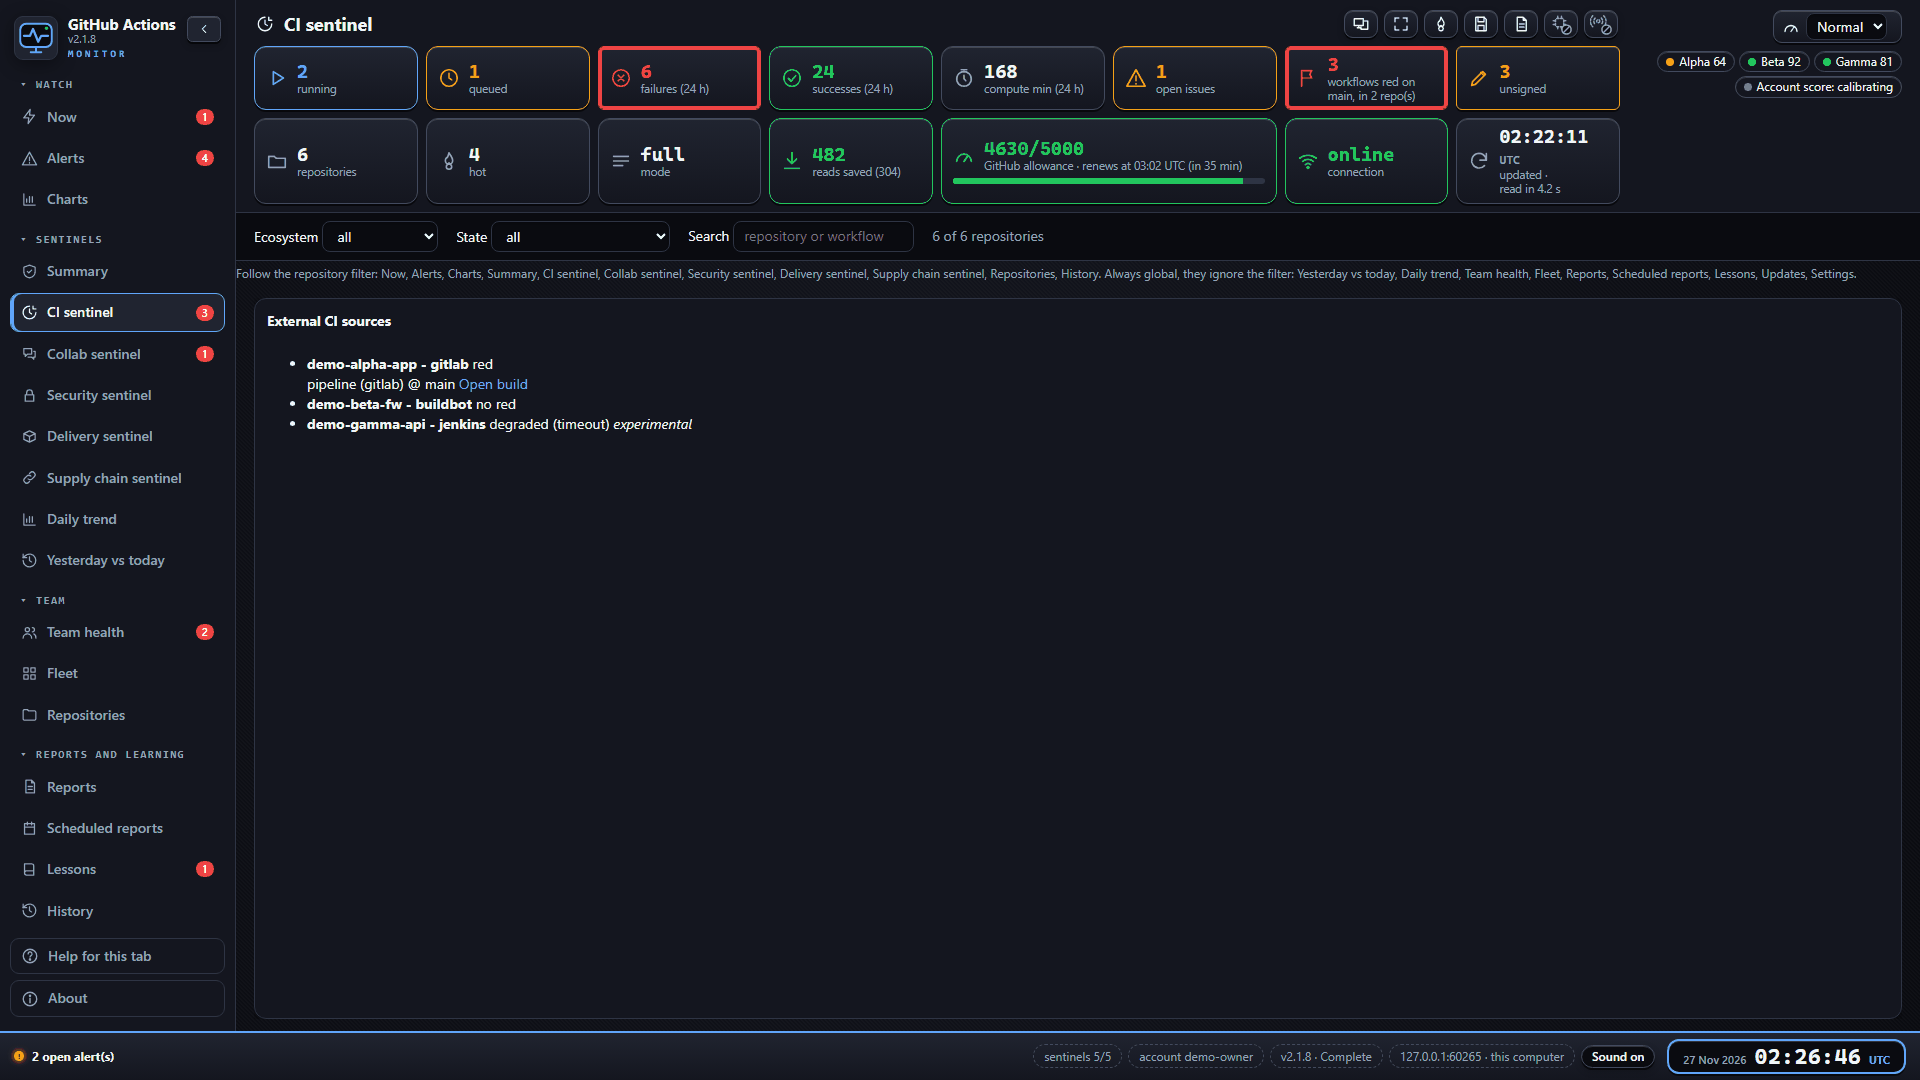 GitHub Actions
v2.1.8
MONITOR
WATCH
Now 1
Alerts 4
Charts
SENTINELS
Summary
CI sentinel 3
Collab sentinel 1
Security sentinel
Delivery sentinel
Supply chain sentinel
Daily trend
Yesterday vs today
TEAM
Team health 2
Fleet
Repositories
REPORTS AND LEARNING
Reports
Scheduled reports
Lessons 1
History
Help for this tab
About
CI sentinel
Normal
2
running
1
queued
6
failures (24 h)
24
successes (24 h)
168
compute min (24 h)
1
open issues
3
workflows red on
main, in 2 repo(s)
3
unsigned
Alpha 64 Beta 92 Gamma 81
Account score: calibrating
6
repositories
4
hot
full
mode
482
reads saved (304)
4630/5000
GitHub allowance · renews at 03:02 UTC (in 35 min)
online
connection
02:22:11
UTC
updated ·
read in 4.2 s
Ecosystem all State all Search repository or workflow 6 of 6 repositories
Follow the repository filter: Now, Alerts, Charts, Summary, CI sentinel, Collab sentinel, Security sentinel, Delivery sentinel, Supply chain sentinel, Repositories, History. Always global, they ignore the filter: Yesterday vs today, Daily trend, Team health, Fleet, Reports, Scheduled reports, Lessons, Updates, Settings.
External CI sources
demo-alpha-app - gitlab red
pipeline (gitlab) @ main Open build
demo-beta-fw - buildbot no red
demo-gamma-api - jenkins degraded (timeout) experimental
2 open alert(s)
sentinels 5/5
account demo-owner
v2.1.8 · Complete
127.0.0.1:60265 · this computer
Sound on
27 Nov 2026 02:26:46 UTC